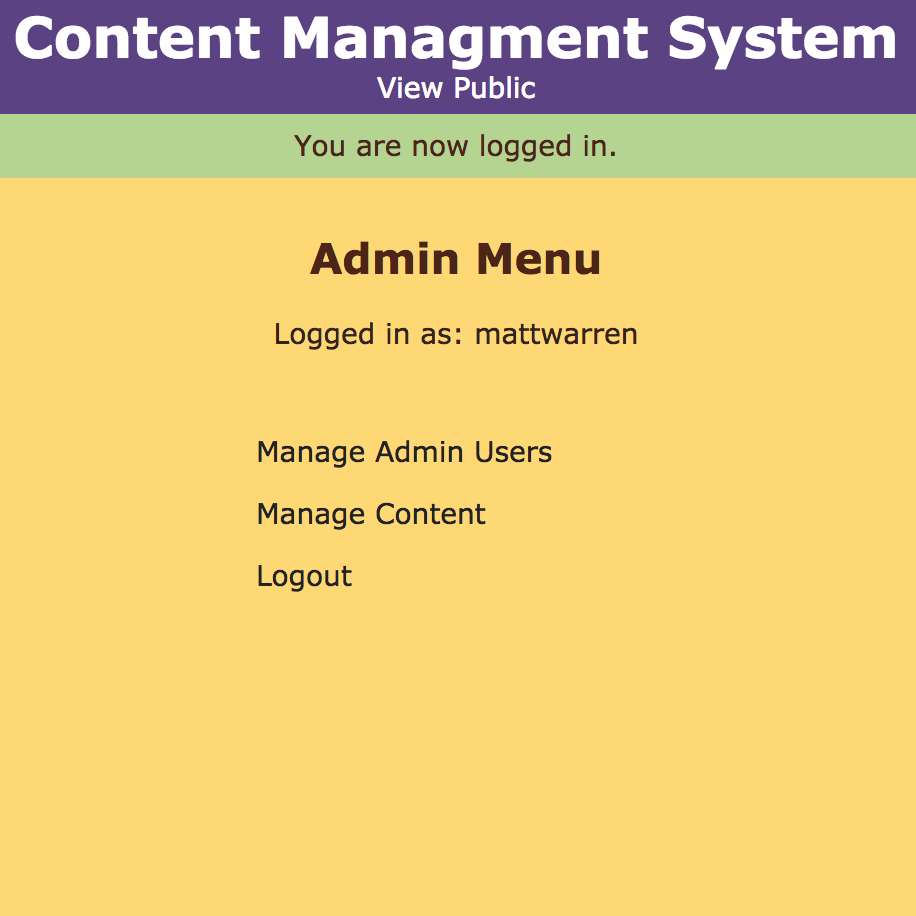 Content Managment System
View Public
You are now logged in.
Admin Menu
Logged in as: mattwarren
Manage Admin Users
Manage Content
Logout